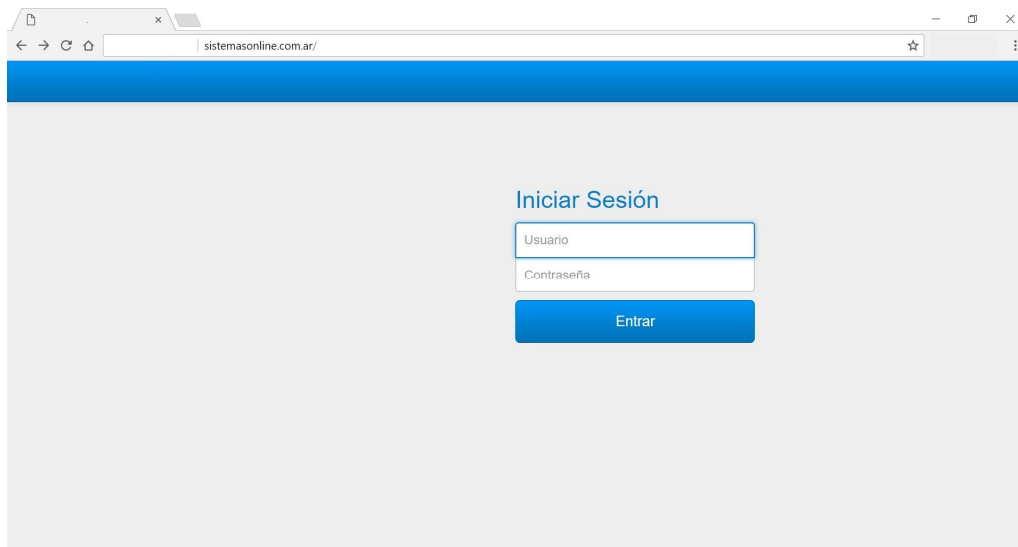 sistemasonline.com.ar/
Iniciar Sesión
Usuario
Contraseña
Entrar